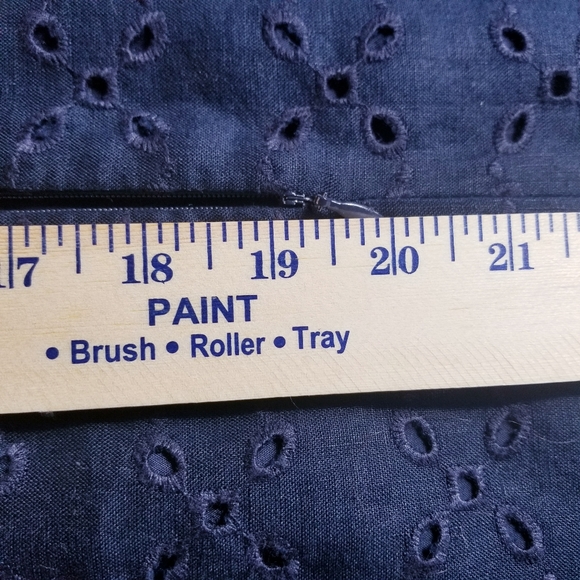 17 18 19 20 21
PAINT
• Brush • Roller • Tray